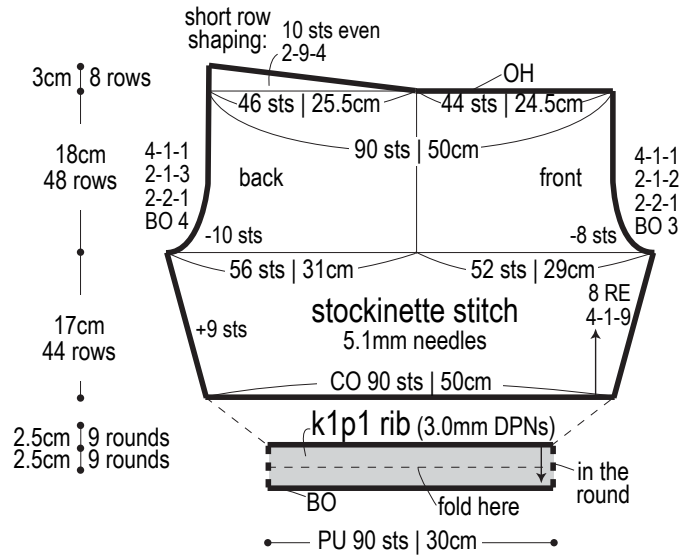 short row
shaping:
10 sts even
2-9-4
3cm | 8 rows
OH
46 sts | 25.5cm
44 sts | 24.5cm
90 sts | 50cm
18cm
48 rows
4-1-1
2-1-3
2-2-1
BO 4
back
front
4-1-1
2-1-2
2-2-1
BO 3
-10 sts
-8 sts
56 sts | 31cm
52 sts | 29cm
17cm
44 rows
+9 sts
stockinette stitch
5.1mm needles
8 RE
4-1-9
CO 90 sts | 50cm
k1p1 rib (3.0mm DPNs)
2.5cm | 9 rounds
2.5cm | 9 rounds
in the
round
BO
fold here
PU 90 sts | 30cm